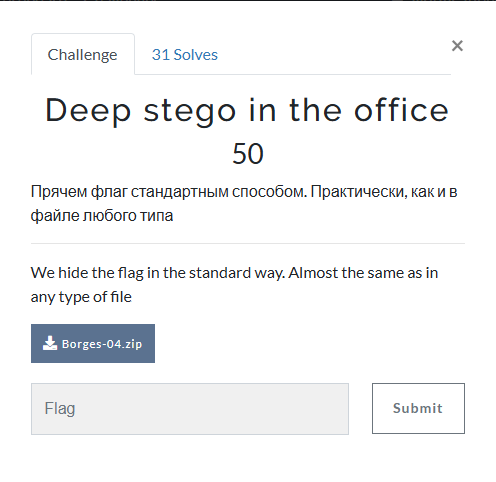 Challenge
31 Solves
×
Deep stego in the office
50
Прячем флаг стандартным способом. Практически, как и в
файле любого типа
We hide the flag in the standard way. Almost the same as in
any type of file
Borges-04.zip
Flag
Submit